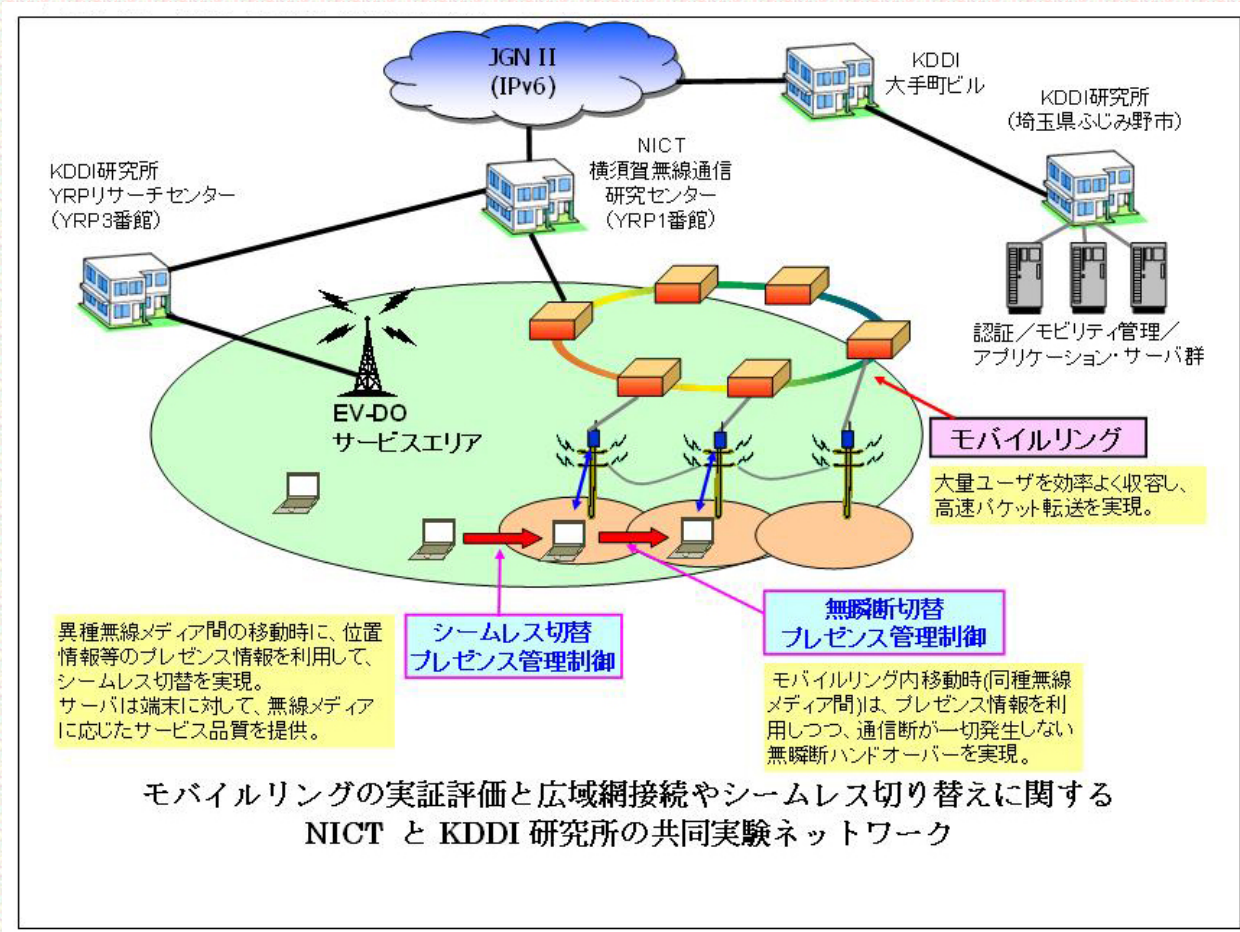 JGN II
(IPv6)
KDDI
大手町ビル
KDDI研究所
(埼玉県ふじみ野市)
NICT
横須賀無線通信
研究センター
(YRP1番館)
KDDI研究所
YRPリサーチセンター
(YRP3番館)
認証/モビリティ管理/
アプリケーション・サーバ群
EV-DO
サービスエリア
モバイルリング
大量ユーザを効率よく収容し、
高速パケット転送を実現。
シームレス切替
プレゼンス管理制御
無瞬断切替
プレゼンス管理制御
異種無線メディア間の移動時に、位置
情報等のプレゼンス情報を利用して、
シームレス切替を実現。
サーバは端末に対して、無線メディア
に応じたサービス品質を提供。
モバイルリング内移動時(同種無線
メディア間)は、プレゼンス情報を利
用しつつ、通信断が一切発生しない
無瞬断ハンドオーバーを実現。
モバイルリングの実証評価と広域網接続やシームレス切り替えに関する
NICT と KDDI 研究所の共同実験ネットワーク